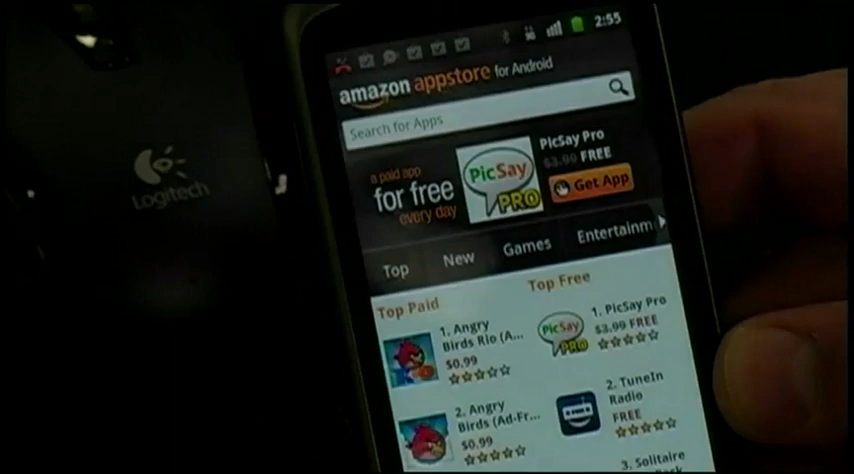 2:55
amazon appstore for Android
Search for Apps
Logitech
a paid app
for free
every day
PicSay
PRO
PicSay Pro
$3.99 FREE
Get App
Top
New
Games
Entertainm
Top Paid
1. Angry
Birds Rio (A...
$0.99
2. Angry
Birds (Ad-Fr...
$0.99
Top Free
PicSay
PRO
1. PicSay Pro
$3.99 FREE
2. TuneIn
Radio
FREE
3. Solitaire